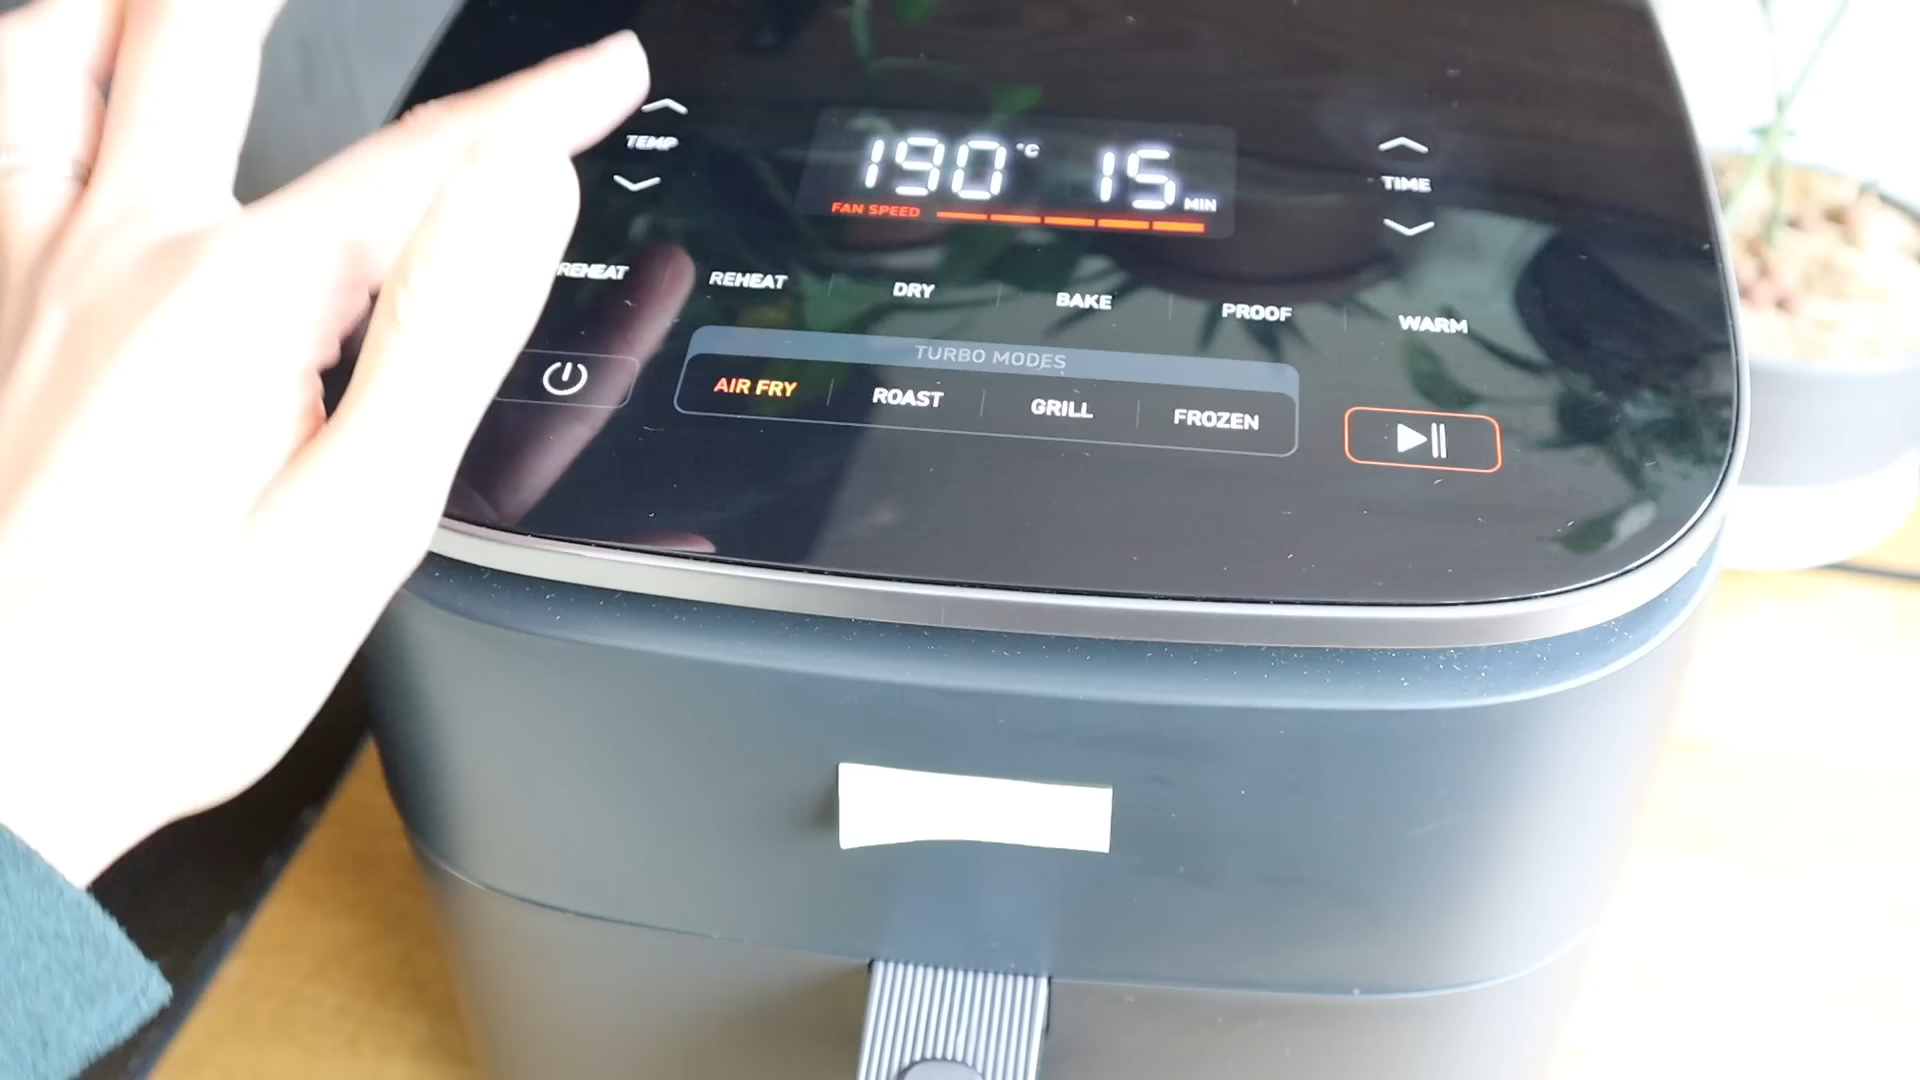 TEMP
190°C 15 MIN
TIME
FAN SPEED
REHEAT REHEAT DRY BAKE PROOF WARM
TURBO MODES
AIR FRY ROAST GRILL FROZEN